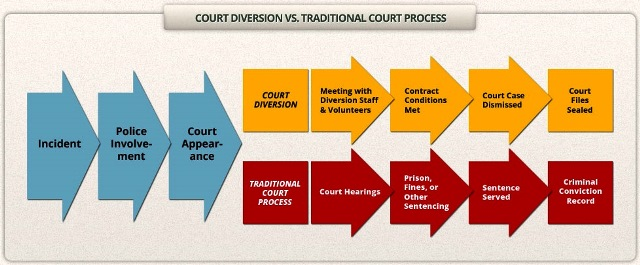 COURT DIVERSION VS. TRADITIONAL COURT PROCESS
Incident
Police
Involve-
ment
Court
Appear-
ance
COURT
DIVERSION
Meeting with
Diversion Staff
& Volunteers
Contract
Conditions
Met
Court Case
Dismissed
Court
Files
Sealed
TRADITIONAL
COURT
PROCESS
Court Hearings
Prison,
Fines, or
Other
Sentencing
Sentence
Served
Criminal
Conviction
Record